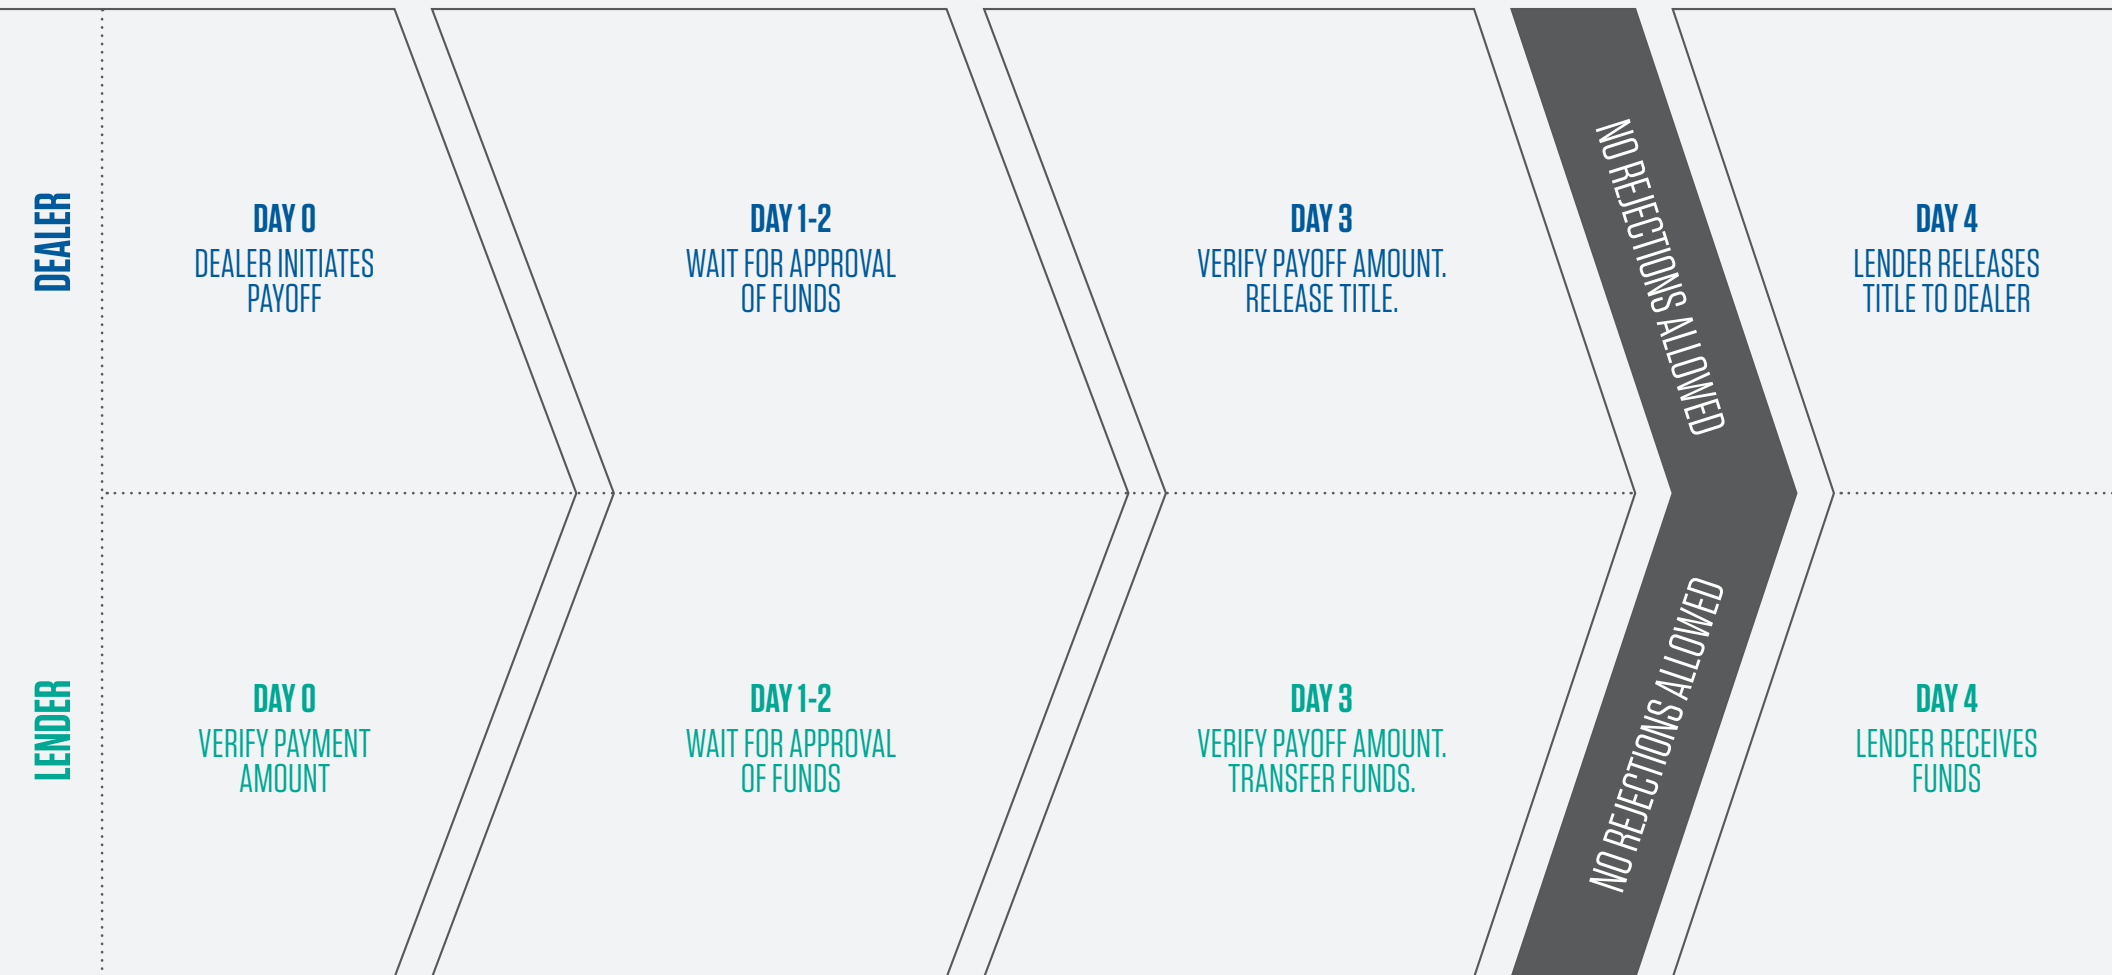 DEALER
DAY 0
DEALER INITIATES
PAYOFF
DAY 1-2
WAIT FOR APPROVAL
OF FUNDS
DAY 3
VERIFY PAYOFF AMOUNT.
RELEASE TITLE.
NO REJECTIONS ALLOWED
DAY 4
LENDER RELEASES
TITLE TO DEALER
LENDER
DAY 0
VERIFY PAYMENT
AMOUNT
DAY 1-2
WAIT FOR APPROVAL
OF FUNDS
DAY 3
VERIFY PAYOFF AMOUNT.
TRANSFER FUNDS.
NO REJECTIONS ALLOWED
DAY 4
LENDER RECEIVES
FUNDS